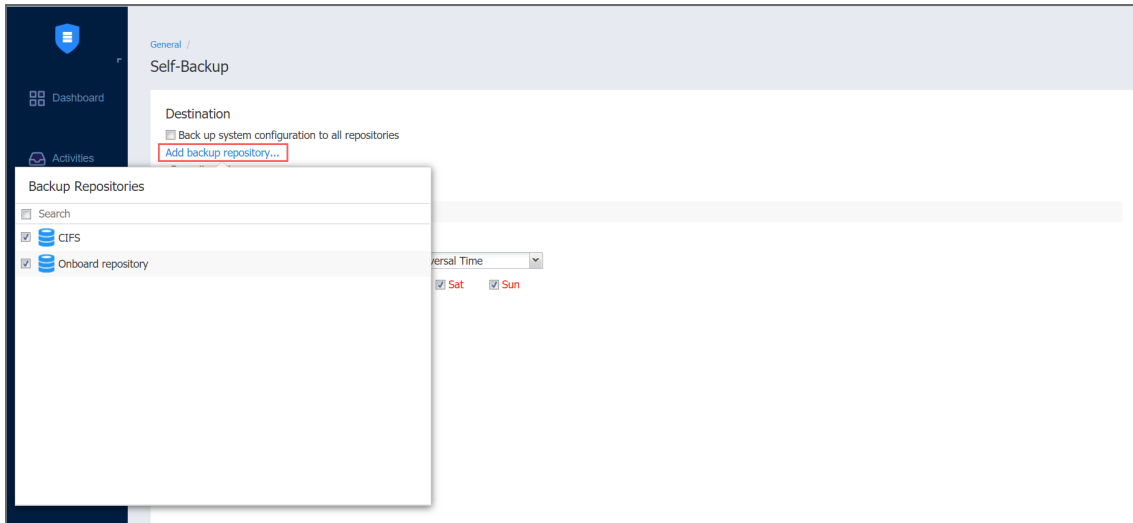 General /
Self-Backup
Dashboard
Destination
Back up system configuration to all repositories
Add backup repository...
Activities
Backup Repositories
Search
CIFS
Onboard repository
Time
Sat Sun